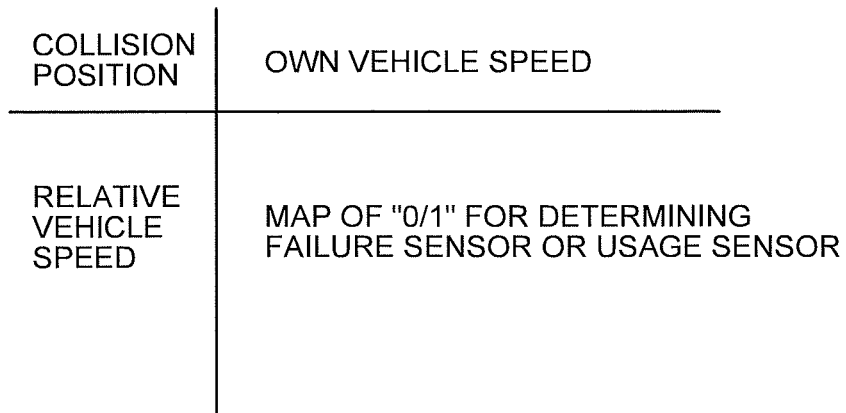 COLLISION
POSITION
OWN VEHICLE SPEED
RELATIVE
VEHICLE
SPEED
MAP OF "0/1" FOR DETERMINING
FAILURE SENSOR OR USAGE SENSOR